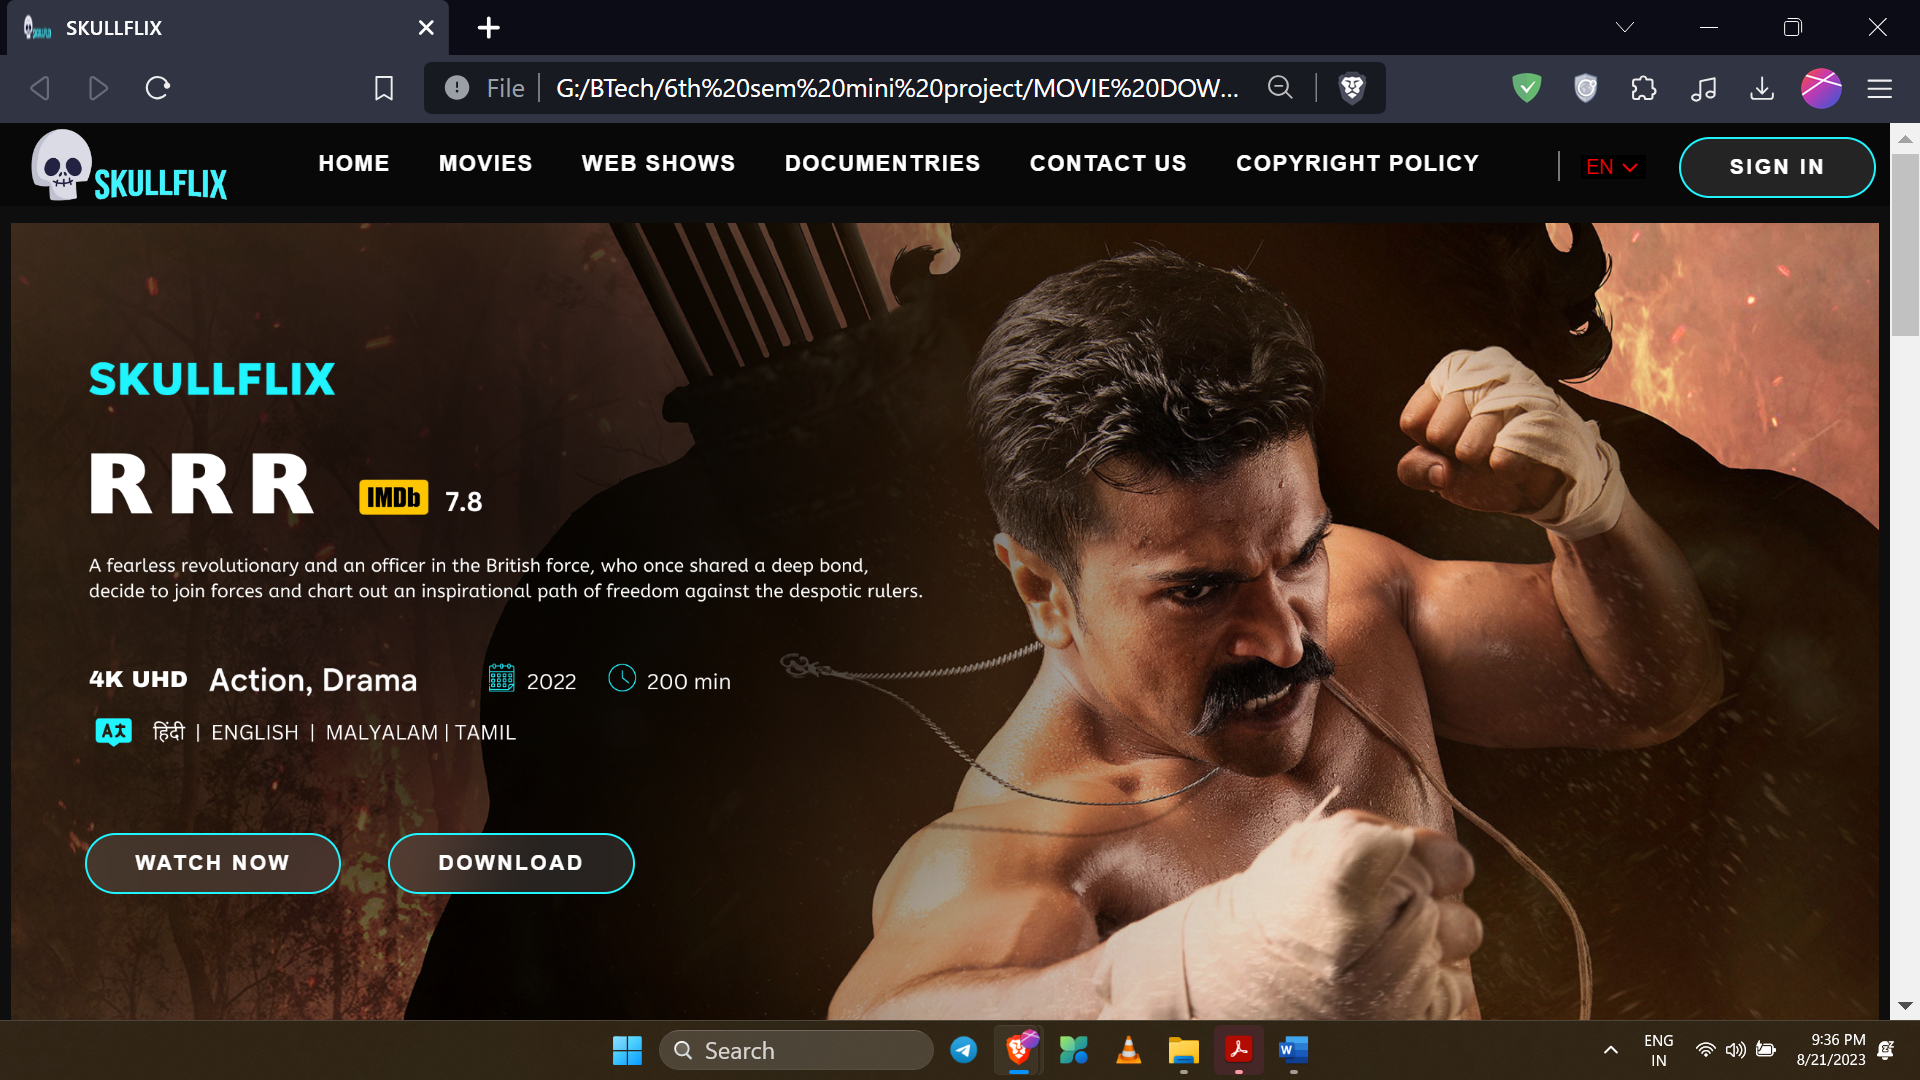 SKULLFLIX
File
G:/BTech/6th%20sem%20mini%20project/MOVIE%20DOW...
SKULLFLIX
HOME
MOVIES
WEB SHOWS
DOCUMENTRIES
CONTACT US
COPYRIGHT POLICY
EN
SIGN IN
SKULLFLIX
RRR
IMDb 7.8
A fearless revolutionary and an officer in the British force, who once shared a deep bond,
decide to join forces and chart out an inspirational path of freedom against the despotic rulers.
4K UHD Action, Drama 2022 200 min
हिंदी | ENGLISH | MALYALAM | TAMIL
WATCH NOW
DOWNLOAD
Search
ENG
IN
9:36 PM
8/21/2023